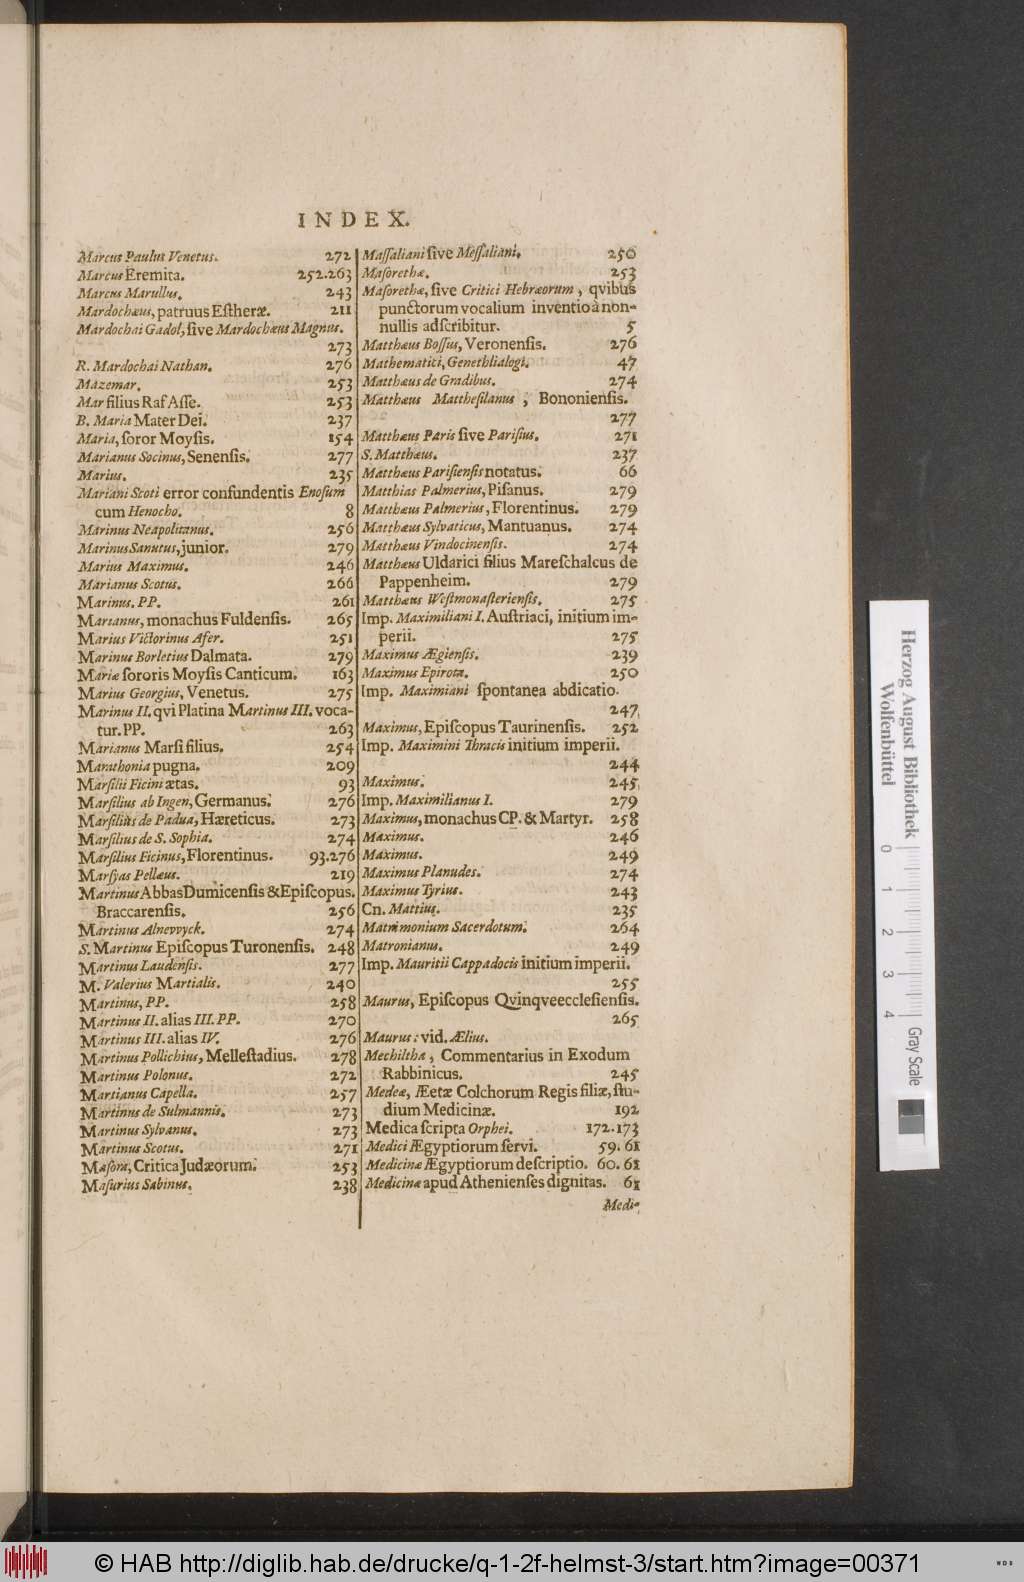 INDEX.
Marcus Paulus Venetus. 272
Marcus Eremita. 252.263
Marcus Marullus. 243
Mardochæus, patruus Eſtheræ. 211
Mardochai Gadol, ſive Mardochæus Magnus.
273
R. Mardochai Nathan. 276
Mazemar. 253
Mar filius Raf Aſſe. 253
B. Maria Mater Dei. 237
Maria, ſoror Moyſis. 154
Marianus Socinus, Senenſis. 277
Marius. 235
Mariani Scoti error confundentis Enoſum
cum Henocho. 8
Marinus Neapolitanus. 256
Marinus Sanutus, junior. 279
Marius Maximus. 246
Marianus Scotus. 266
Marinus. PP. 261
Marianus, monachus Fuldenſis. 265
Marius Victorinus Afer. 251
Marinus Borletius Dalmata. 279
Mariæ ſororis Moyſis Canticum. 163
Marius Georgius, Venetus. 275
Marinus II. qvi Platina Martinus III. voca-
tur. PP. 263
Marianus Marſi filius. 254
Marathonia pugna. 209
Marſilii Ficini ætas. 93
Marſilius ab Ingen, Germanus. 276
Marſilius de Padua, Hæreticus. 273
Marſilius de S. Sophia. 274
Marſilius Ficinus, Florentinus. 93.276
Marſyas Pellæus. 219
Martinus Abbas Dumicenſis & Epiſcopus
Braccarenſis. 256
Martinus Alnevvyck. 274
S. Martinus Epiſcopus Turonenſis. 248
Martinus Laudenſis. 277
M. Valerius Martialis. 240
Martinus, PP. 258
Martinus II. alias III. PP. 270
Martinus III. alias IV. 276
Martinus Pollichius, Melleſtadius. 278
Martinus Polonus. 272
Martianus Capella. 257
Martinus de Sulmannis. 273
Martinus Sylvanus. 273
Martinus Scotus. 271
Maſora, Critica Judæorum. 253
Maſurius Sabinus. 238
Maſſaliani ſive Meſſaliani. 250
Maſorethæ. 253
Maſorethæ, ſive Critici Hebræorum, qvibus
punctorum vocalium inventio à non-
nullis adſcribitur. 5
Matthæus Boſſus, Veronenſis. 276
Mathematici, Genethlialogi. 47
Matthæus de Gradibus. 274
Matthæus Mattheſilanus, Bononienſis.
277
Matthæus Paris ſive Pariſius. 271
S. Matthæus. 237
Matthæus Pariſienſis notatus. 66
Matthias Palmerius, Piſanus. 279
Matthæus Palmerius, Florentinus. 279
Matthæus Sylvaticus, Mantuanus. 274
Matthæus Vindocinenſis. 274
Matthæus Uldarici filius Mareſchalcus de
Pappenheim. 279
Matthæus Weſtmonaſterienſis. 275
Imp. Maximiliani I. Auſtriaci, initium im-
perii. 275
Maximus Ægienſis. 239
Maximus Epirota. 250
Imp. Maximiani ſpontanea abdicatio.
247
Maximus, Epiſcopus Taurinenſis. 252
Imp. Maximini Thracis initium imperii.
244
Maximus. 245
Imp. Maximilianus I. 279
Maximus, monachus CP. & Martyr. 258
Maximus. 246
Maximus. 249
Maximus Planudes. 274
Maximus Tyrius. 243
Cn. Mattius. 235
Matrimonium Sacerdotum. 264
Matronianus. 249
Imp. Mauritii Cappadocis initium imperii.
255
Maurus, Epiſcopus Qvinqveeccleſienſis.
265
Maurus: vid. Ælius.
Mechiltha, Commentarius in Exodum
Rabbinicus. 245
Medeæ, Æetæ Colchorum Regis filiæ, ſtu-
dium Medicinæ. 192
Medica ſcripta Orphei. 172.173
Medici Ægyptiorum ſervi. 59. 61
Medicinæ Ægyptiorum deſcriptio. 60. 61
Medicinæ apud Athenienſes dignitas. 61
Medi-
Herzog August Bibliothek
Wolfenbüttel
0 1 2 3 4
Gray Scale
© HAB http://diglib.hab.de/drucke/q-1-2f-helmst-3/start.htm?image=00371
WDB